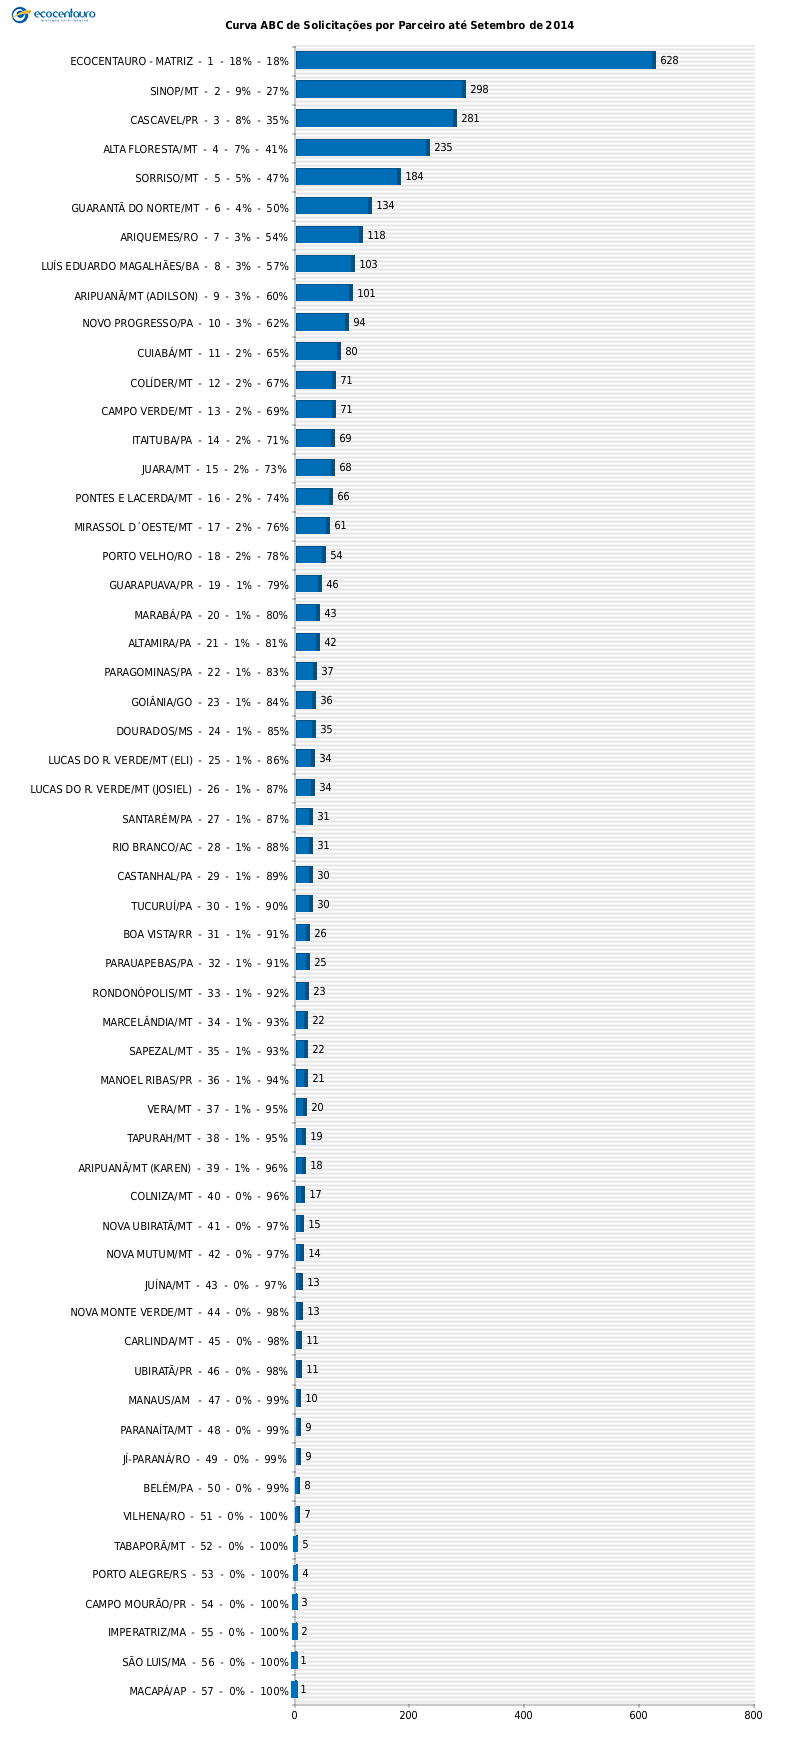 ecocentauro
Curva ABC de Solicitações por Parceiro até Setembro de 2014
ECOCENTAURO - MATRIZ - 1 - 18% - 18% 628
SINOP/MT - 2 - 9% - 27% 298
CASCAVEL/PR - 3 - 8% - 35% 281
ALTA FLORESTA/MT - 4 - 7% - 41% 235
SORRISO/MT - 5 - 5% - 47% 184
GUARANTÃ DO NORTE/MT - 6 - 4% - 50% 134
ARIQUEMES/RO - 7 - 3% - 54% 118
LUÍS EDUARDO MAGALHÃES/BA - 8 - 3% - 57% 103
ARIPUANÃ/MT (ADILSON) - 9 - 3% - 60% 101
NOVO PROGRESSO/PA - 10 - 3% - 62% 94
CUIABÁ/MT - 11 - 2% - 65% 80
COLÍDER/MT - 12 - 2% - 67% 71
CAMPO VERDE/MT - 13 - 2% - 69% 71
ITAITUBA/PA - 14 - 2% - 71% 69
JUARA/MT - 15 - 2% - 73% 68
PONTES E LACERDA/MT - 16 - 2% - 74% 66
MIRASSOL D´OESTE/MT - 17 - 2% - 76% 61
PORTO VELHO/RO - 18 - 2% - 78% 54
GUARAPUAVA/PR - 19 - 1% - 79% 46
MARABÁ/PA - 20 - 1% - 80% 43
ALTAMIRA/PA - 21 - 1% - 81% 42
PARAGOMINAS/PA - 22 - 1% - 83% 37
GOIÂNIA/GO - 23 - 1% - 84% 36
DOURADOS/MS - 24 - 1% - 85% 35
LUCAS DO R. VERDE/MT (ELI) - 25 - 1% - 86% 34
LUCAS DO R. VERDE/MT (JOSIEL) - 26 - 1% - 87% 34
SANTARÉM/PA - 27 - 1% - 87% 31
RIO BRANCO/AC - 28 - 1% - 88% 31
CASTANHAL/PA - 29 - 1% - 89% 30
TUCURUÍ/PA - 30 - 1% - 90% 30
BOA VISTA/RR - 31 - 1% - 91% 26
PARAUAPEBAS/PA - 32 - 1% - 91% 25
RONDONÓPOLIS/MT - 33 - 1% - 92% 23
MARCELÂNDIA/MT - 34 - 1% - 93% 22
SAPEZAL/MT - 35 - 1% - 93% 22
MANOEL RIBAS/PR - 36 - 1% - 94% 21
VERA/MT - 37 - 1% - 95% 20
TAPURAH/MT - 38 - 1% - 95% 19
ARIPUANÃ/MT (KAREN) - 39 - 1% - 96% 18
COLNIZA/MT - 40 - 0% - 96% 17
NOVA UBIRATÃ/MT - 41 - 0% - 97% 15
NOVA MUTUM/MT - 42 - 0% - 97% 14
JUÍNA/MT - 43 - 0% - 97% 13
NOVA MONTE VERDE/MT - 44 - 0% - 98% 13
CARLINDA/MT - 45 - 0% - 98% 11
UBIRATÃ/PR - 46 - 0% - 98% 11
MANAUS/AM - 47 - 0% - 99% 10
PARANAÍTA/MT - 48 - 0% - 99% 9
JÍ-PARANÁ/RO - 49 - 0% - 99% 9
BELÉM/PA - 50 - 0% - 99% 8
VILHENA/RO - 51 - 0% - 100% 7
TABAPORÃ/MT - 52 - 0% - 100% 5
PORTO ALEGRE/RS - 53 - 0% - 100% 4
CAMPO MOURÃO/PR - 54 - 0% - 100% 3
IMPERATRIZ/MA - 55 - 0% - 100% 2
SÃO LUIS/MA - 56 - 0% - 100% 1
MACAPÁ/AP - 57 - 0% - 100% 1
0 200 400 600 800